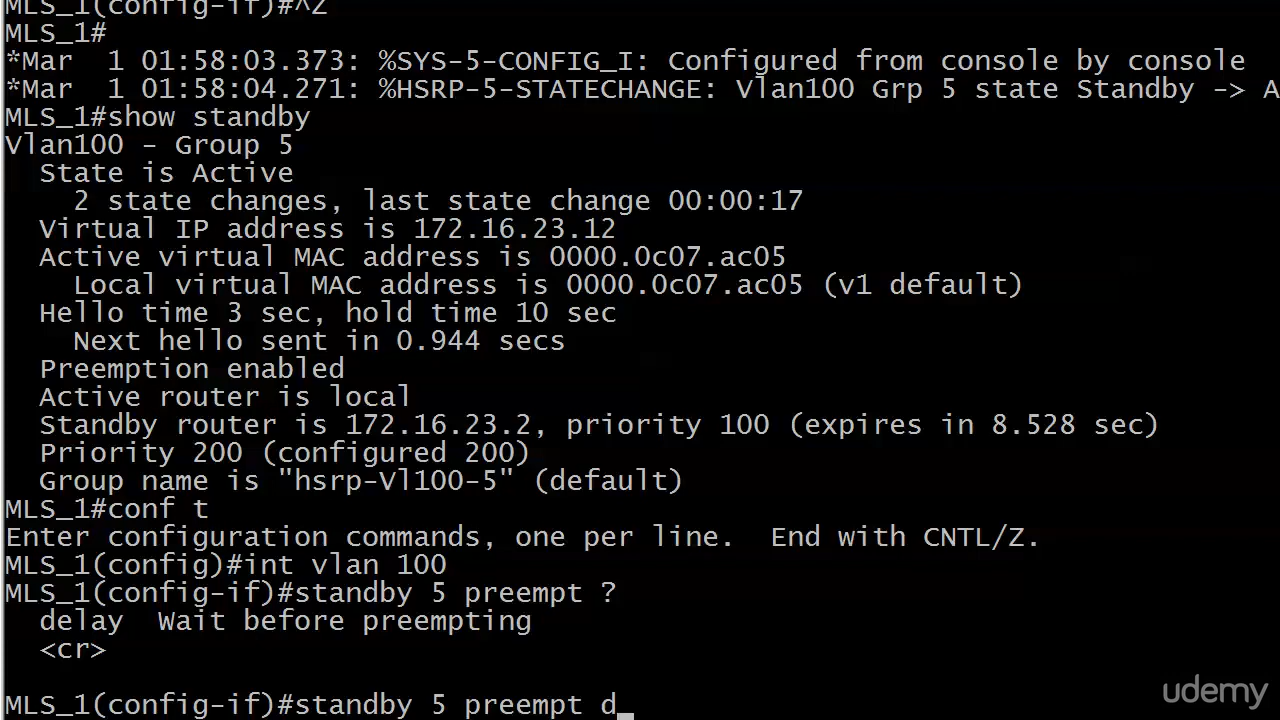 MLS_1(config-if)#^Z
MLS_1#
*Mar  1 01:58:03.373: %SYS-5-CONFIG_I: Configured from console by console
*Mar  1 01:58:04.271: %HSRP-5-STATECHANGE: Vlan100 Grp 5 state Standby -> A
MLS_1#show standby
Vlan100 - Group 5
  State is Active
    2 state changes, last state change 00:00:17
  Virtual IP address is 172.16.23.12
  Active virtual MAC address is 0000.0c07.ac05
    Local virtual MAC address is 0000.0c07.ac05 (v1 default)
  Hello time 3 sec, hold time 10 sec
    Next hello sent in 0.944 secs
  Preemption enabled
  Active router is local
  Standby router is 172.16.23.2, priority 100 (expires in 8.528 sec)
  Priority 200 (configured 200)
  Group name is "hsrp-Vl100-5" (default)
MLS_1#conf t
Enter configuration commands, one per line.  End with CNTL/Z.
MLS_1(config)#int vlan 100
MLS_1(config-if)#standby 5 preempt ?
  delay  Wait before preempting
  <cr>
MLS_1(config-if)#standby 5 preempt d_
udemy